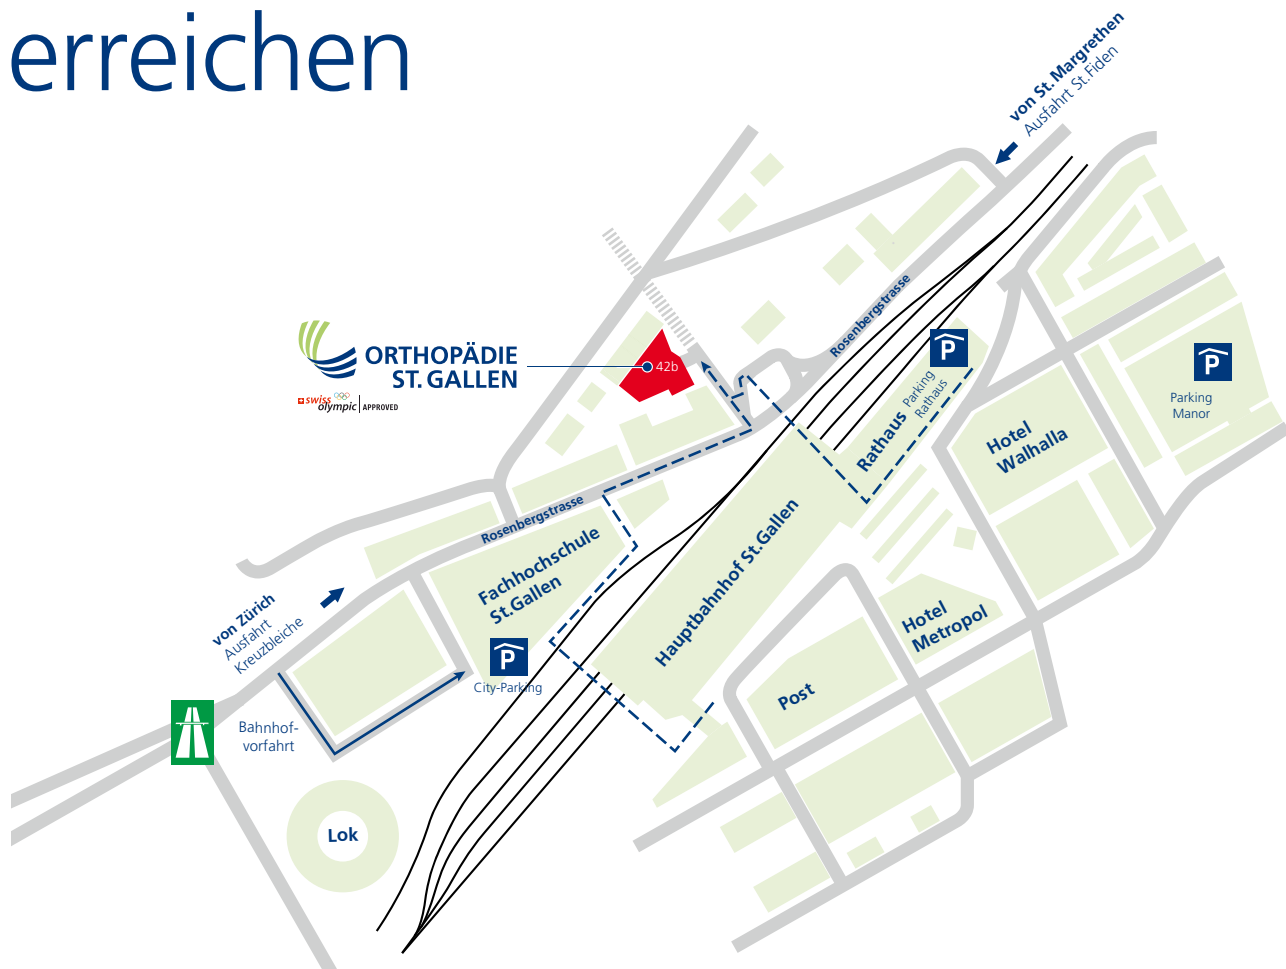 erreichen
von St. Margrethen
Ausfahrt St. Fiden
Rosenbergstrasse
ORTHOPÄDIE
ST. GALLEN
42b
swiss
olympic APPROVED
P
Parking
Rathaus
Rathaus
P
Parking
Manor
Hotel
Walhalla
Rosenbergstrasse
Fachhochschule
St.Gallen
Hauptbahnhof St. Gallen
von Zürich
Ausfahrt
Kreuzbleiche
Hotel
Metropol
P
City-Parking
Post
Bahnhof-
vorfahrt
Lok